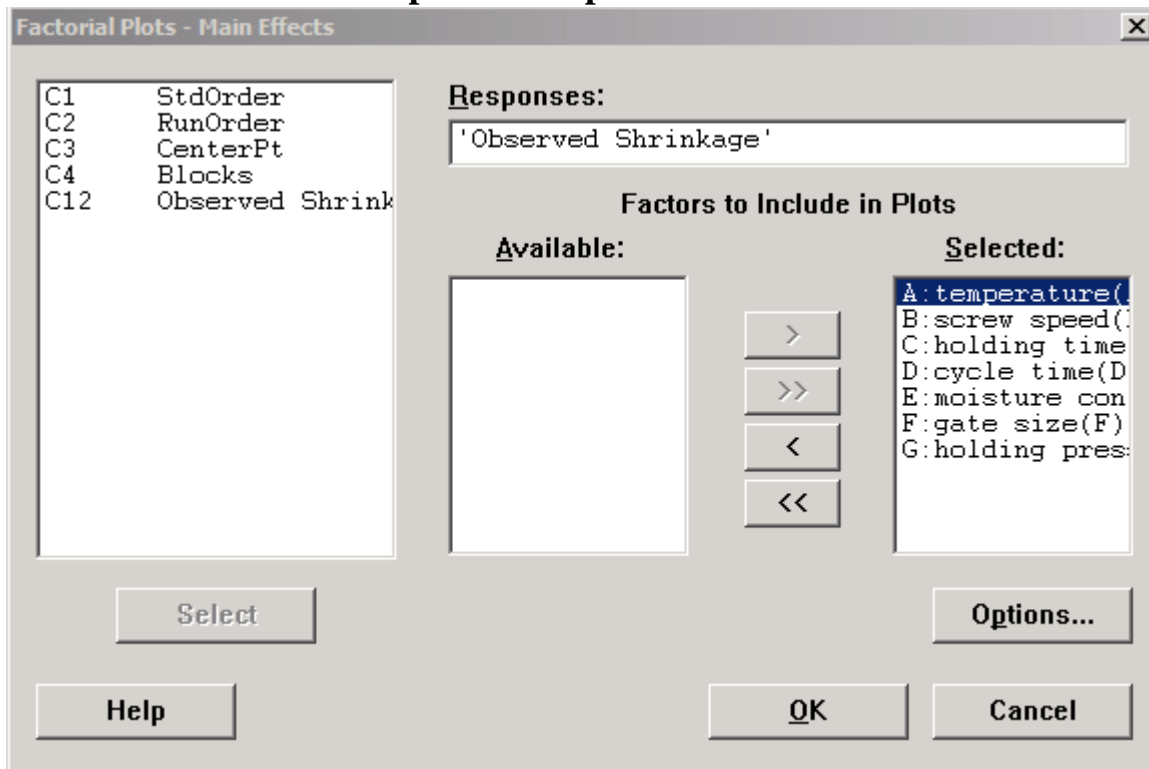 Factorial Plots - Main Effects
C1 StdOrder
C2 RunOrder
C3 CenterPt
C4 Blocks
C12 Observed Shrink
Responses:
'Observed Shrinkage'
Factors to Include in Plots
Available:
Selected:
A:temperature(
B:screw speed(
C:holding time
D:cycle time(D
E:moisture con
F:gate size(F)
G:holding pres
>
>>
<
<<
Select
Options...
Help
OK
Cancel